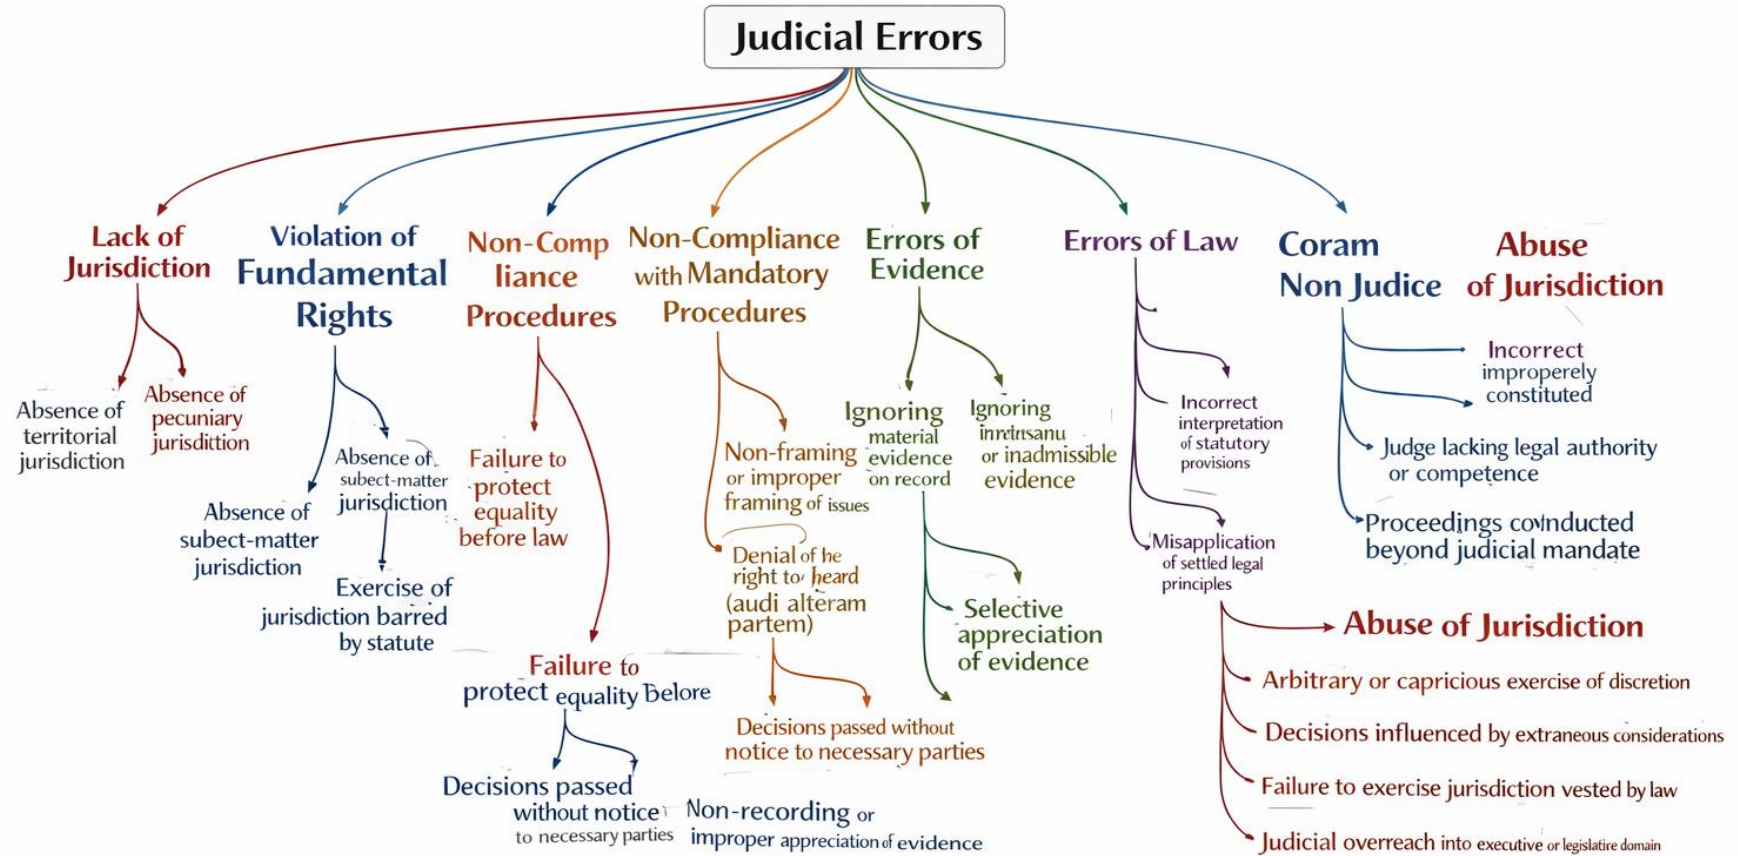 Judicial Errors
Lack of
Jurisdiction
Absence of
territorial
jurisdiction
Absence of
pecuniary
jurisdiction
Violation of
Fundamental
Rights
Absence of
subect-matter
jurisdiction
Absence of
subect-matter
jurisdiction
Exercise of
jurisdiction barred
by statute
Non-Comp
liance
Procedures
Failure to
protect
equality
before law
Failure to
protect equality Before
Decisions passed
without notice
to necessary parties
Non-Compliance
with Mandatory
Procedures
Non-framing
or improper
framing of issues
Denial of he
right to heard
(audi alteram
partem)
Decisions passed without
notice to necessary parties
Non-recording or
improper appreciation of evidence
Errors of
Evidence
Ignoring
material
evidence
on record
Ignoring
or inadmissible
evidence
Selective
appreciation
of evidence
Errors of Law
Incorrect
interpretation
of statutory
provisions
Misapplication
of settled legal
principles
Abuse of Jurisdiction
Arbitrary or capricious exercise of discretion
Decisions influenced by extraneous considerations
Failure to exercise jurisdiction vested by law
Judicial overreach into executive or legislatire domain
Coram
Non Judice
Abuse
of Jurisdiction
Incorrect
improperely
constituted
Judge lacking legal authority
or competence
Proceedings
beyond judicial mandate